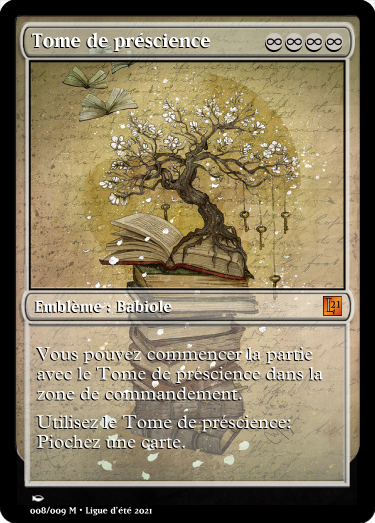 Tome de préscience ∞∞∞∞
Emblème : Babiole
L21
Vous pouvez commencer la partie
avec le Tome de préscience dans la
zone de commandement.
Utilisez le Tome de préscience:
Piochez une carte.
008/009 M • Ligue d'été 2021